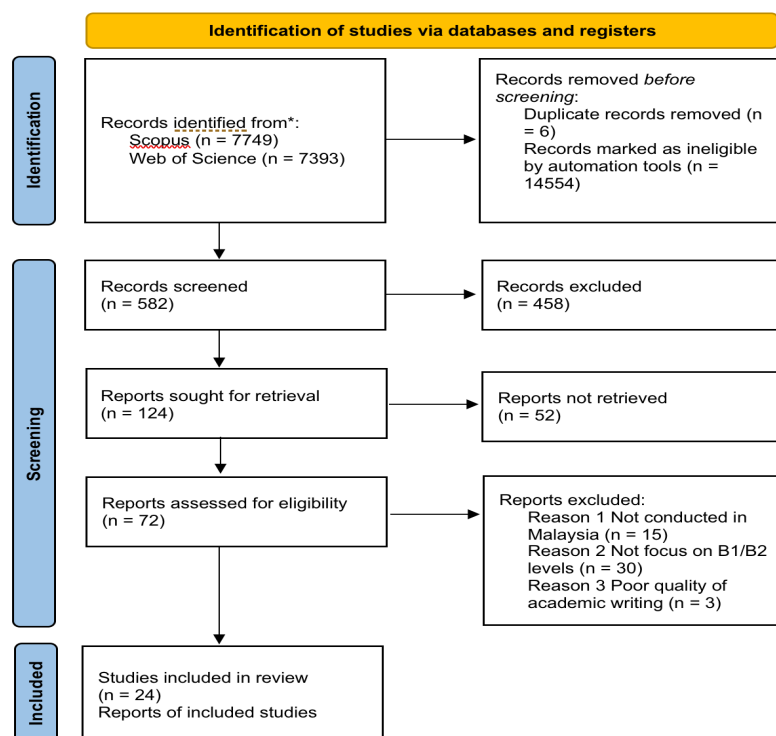 Identification of studies via databases and registers
Identification
Records identified from*:
Scopus (n = 7749)
Web of Science (n = 7393)
Records removed before
screening:
Duplicate records removed (n
= 6)
Records marked as ineligible
by automation tools (n =
14554)
Screening
Records screened
(n = 582)
Records excluded
(n = 458)
Reports sought for retrieval
(n = 124)
Reports not retrieved
(n = 52)
Reports assessed for eligibility
(n = 72)
Reports excluded:
Reason 1 Not conducted in
Malaysia (n = 15)
Reason 2 Not focus on B1/B2
levels (n = 30)
Reason 3 Poor quality of
academic writing (n = 3)
Included
Studies included in review
(n = 24)
Reports of included studies